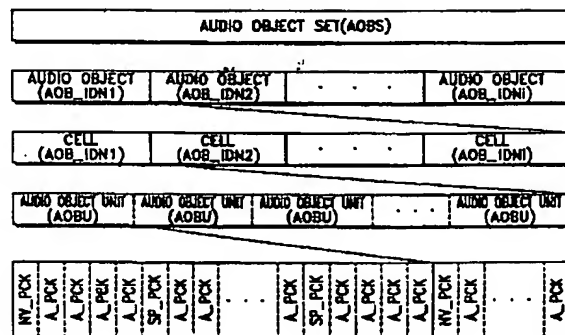 AUDIO OBJECT SET(AOBS)
AUDIO OBJECT AUDIO OBJECT . . . AUDIO OBJECT
(AOB_IDN1) (AOB_IDN2) (AOB_IDNi)
CELL CELL . . . CELL
(AOB_IDN1) (AOB_IDN2) (AOB_IDNi)
AUDIO OBJECT UNIT AUDIO OBJECT UNIT AUDIO OBJECT UNIT . . . AUDIO OBJECT UNIT
(AOBU) (AOBU) (AOBU) (AOBU)
NV_PCK A_PCK A_PCK A_PCK A_PCK SP_PCK A_PCK A_PCK . . . A_PCK SP_PCK A_PCK A_PCK A_PCK A_PCK NV_PCK A_PCK . . . A_PCK